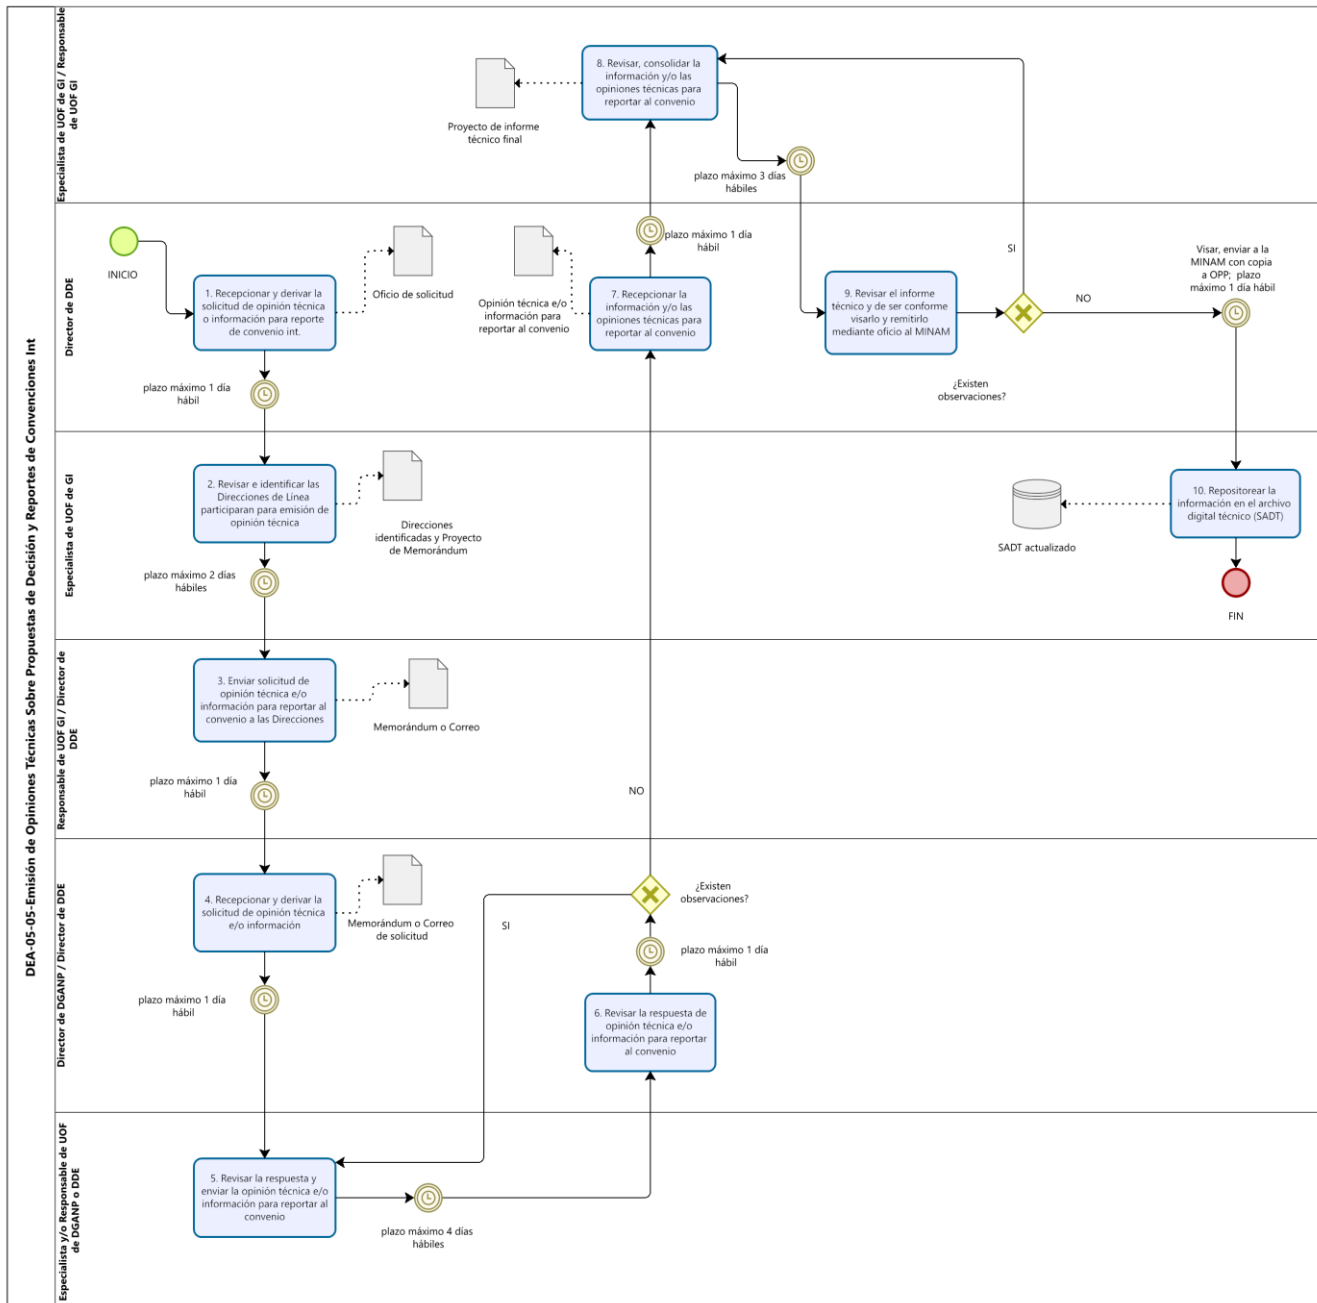 DEA-05-05-Emisión de Opiniones Técnicas Sobre Propuestas de Decisión y Reportes de Convenciones Int
Especialista de UOF de GI / Responsable
de UOF GI
8. Revisar, consolidar la
información y/o las
opiniones técnicas para
reportar al convenio
Proyecto de informe
técnico final
plazo máximo 3 días
hábiles
Director de DDE
INICIO
1. Recepcionar y derivar la
solicitud de opinión técnica
o información para reporte
de convenio int.
Oficio de solicitud
plazo máximo 1 día
hábil
Opinión técnica e/o
información para
reportar al convenio
plazo máximo 1 día
hábil
7. Recepcionar la
información y/o las
opiniones técnicas para
reportar al convenio
9. Revisar el informe
técnico y de ser conforme
visarlo y remitirlo
mediante oficio al MINAM
¿Existen
observaciones?
SI
NO
Visar, enviar a la
MINAM con copia
a OPP; plazo
máximo 1 día hábil
Especialista de UOF de GI
2. Revisar e identificar las
Direcciones de Línea
participaran para emisión de
opinión técnica
Direcciones
identificadas y Proyecto
de Memorándum
plazo máximo 2 días
hábiles
10. Repositorear la
información en el archivo
digital técnico (SADT)
SADT actualizado
FIN
Responsable de UOF GI / Director de
DDE
3. Enviar solicitud de
opinión técnica e/o
información para reportar al
convenio a las Direcciones
Memorándum o Correo
plazo máximo 1 día
hábil
NO
Director de DGANP / Director de DDE
4. Recepcionar y derivar la
solicitud de opinión técnica
e/o información
Memorándum o Correo
de solicitud
plazo máximo 1 día
hábil
¿Existen
observaciones?
SI
plazo máximo 1 día
hábil
6. Revisar la respuesta de
opinión técnica e/o
información para reportar
al convenio
Especialista y/o Responsable de UOF
de DGANP o DDE
5. Revisar la respuesta y
enviar la opinión técnica e/o
información para reportar al
convenio
plazo máximo 4 días
hábiles